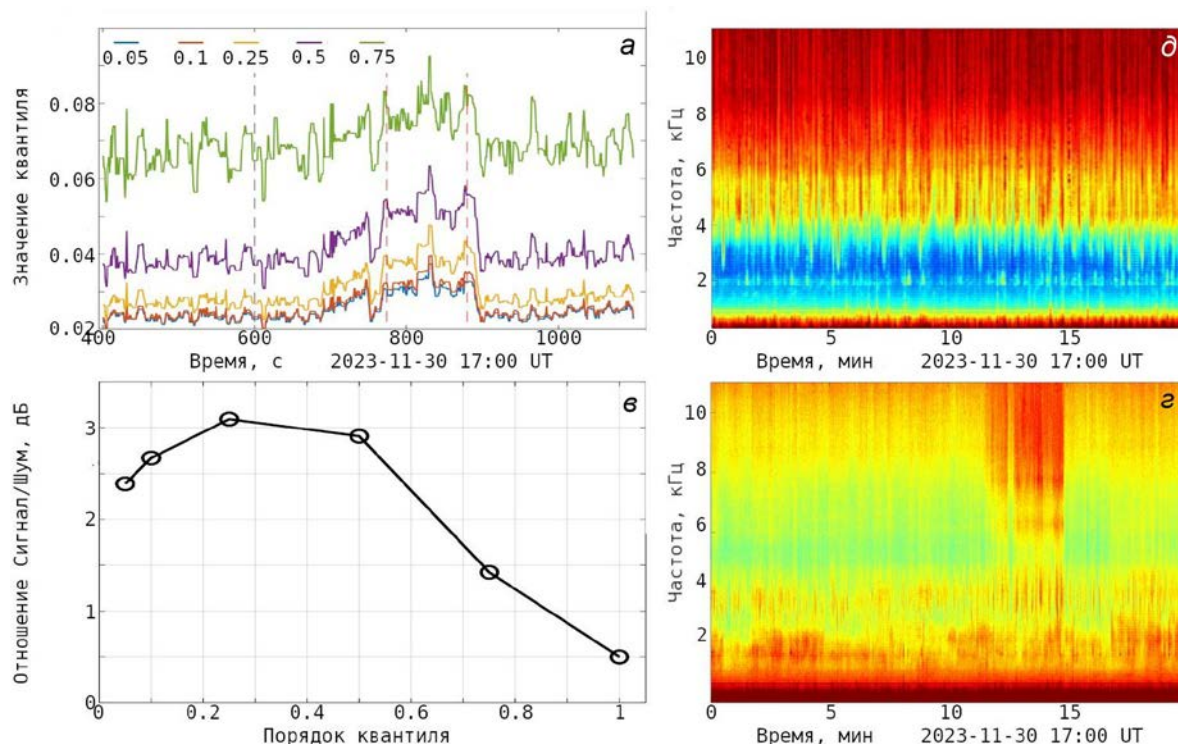 0.05 0.1 0.25 0.5 0.75
а
Значение квантиля
0.08
0.06
0.04
0.02
400 600 800 1000
Время, с 2023-11-30 17:00 UT
д
Частота, кГц
10
8
6
4
2
0 5 10 15
Время, мин 2023-11-30 17:00 UT
в
Отношение Сигнал/Шум, дБ
3
2
1
0
0 0.2 0.4 0.6 0.8 1
Порядок квантиля
г
Частота, кГц
10
8
6
4
2
0 5 10 15
Время, мин 2023-11-30 17:00 UT